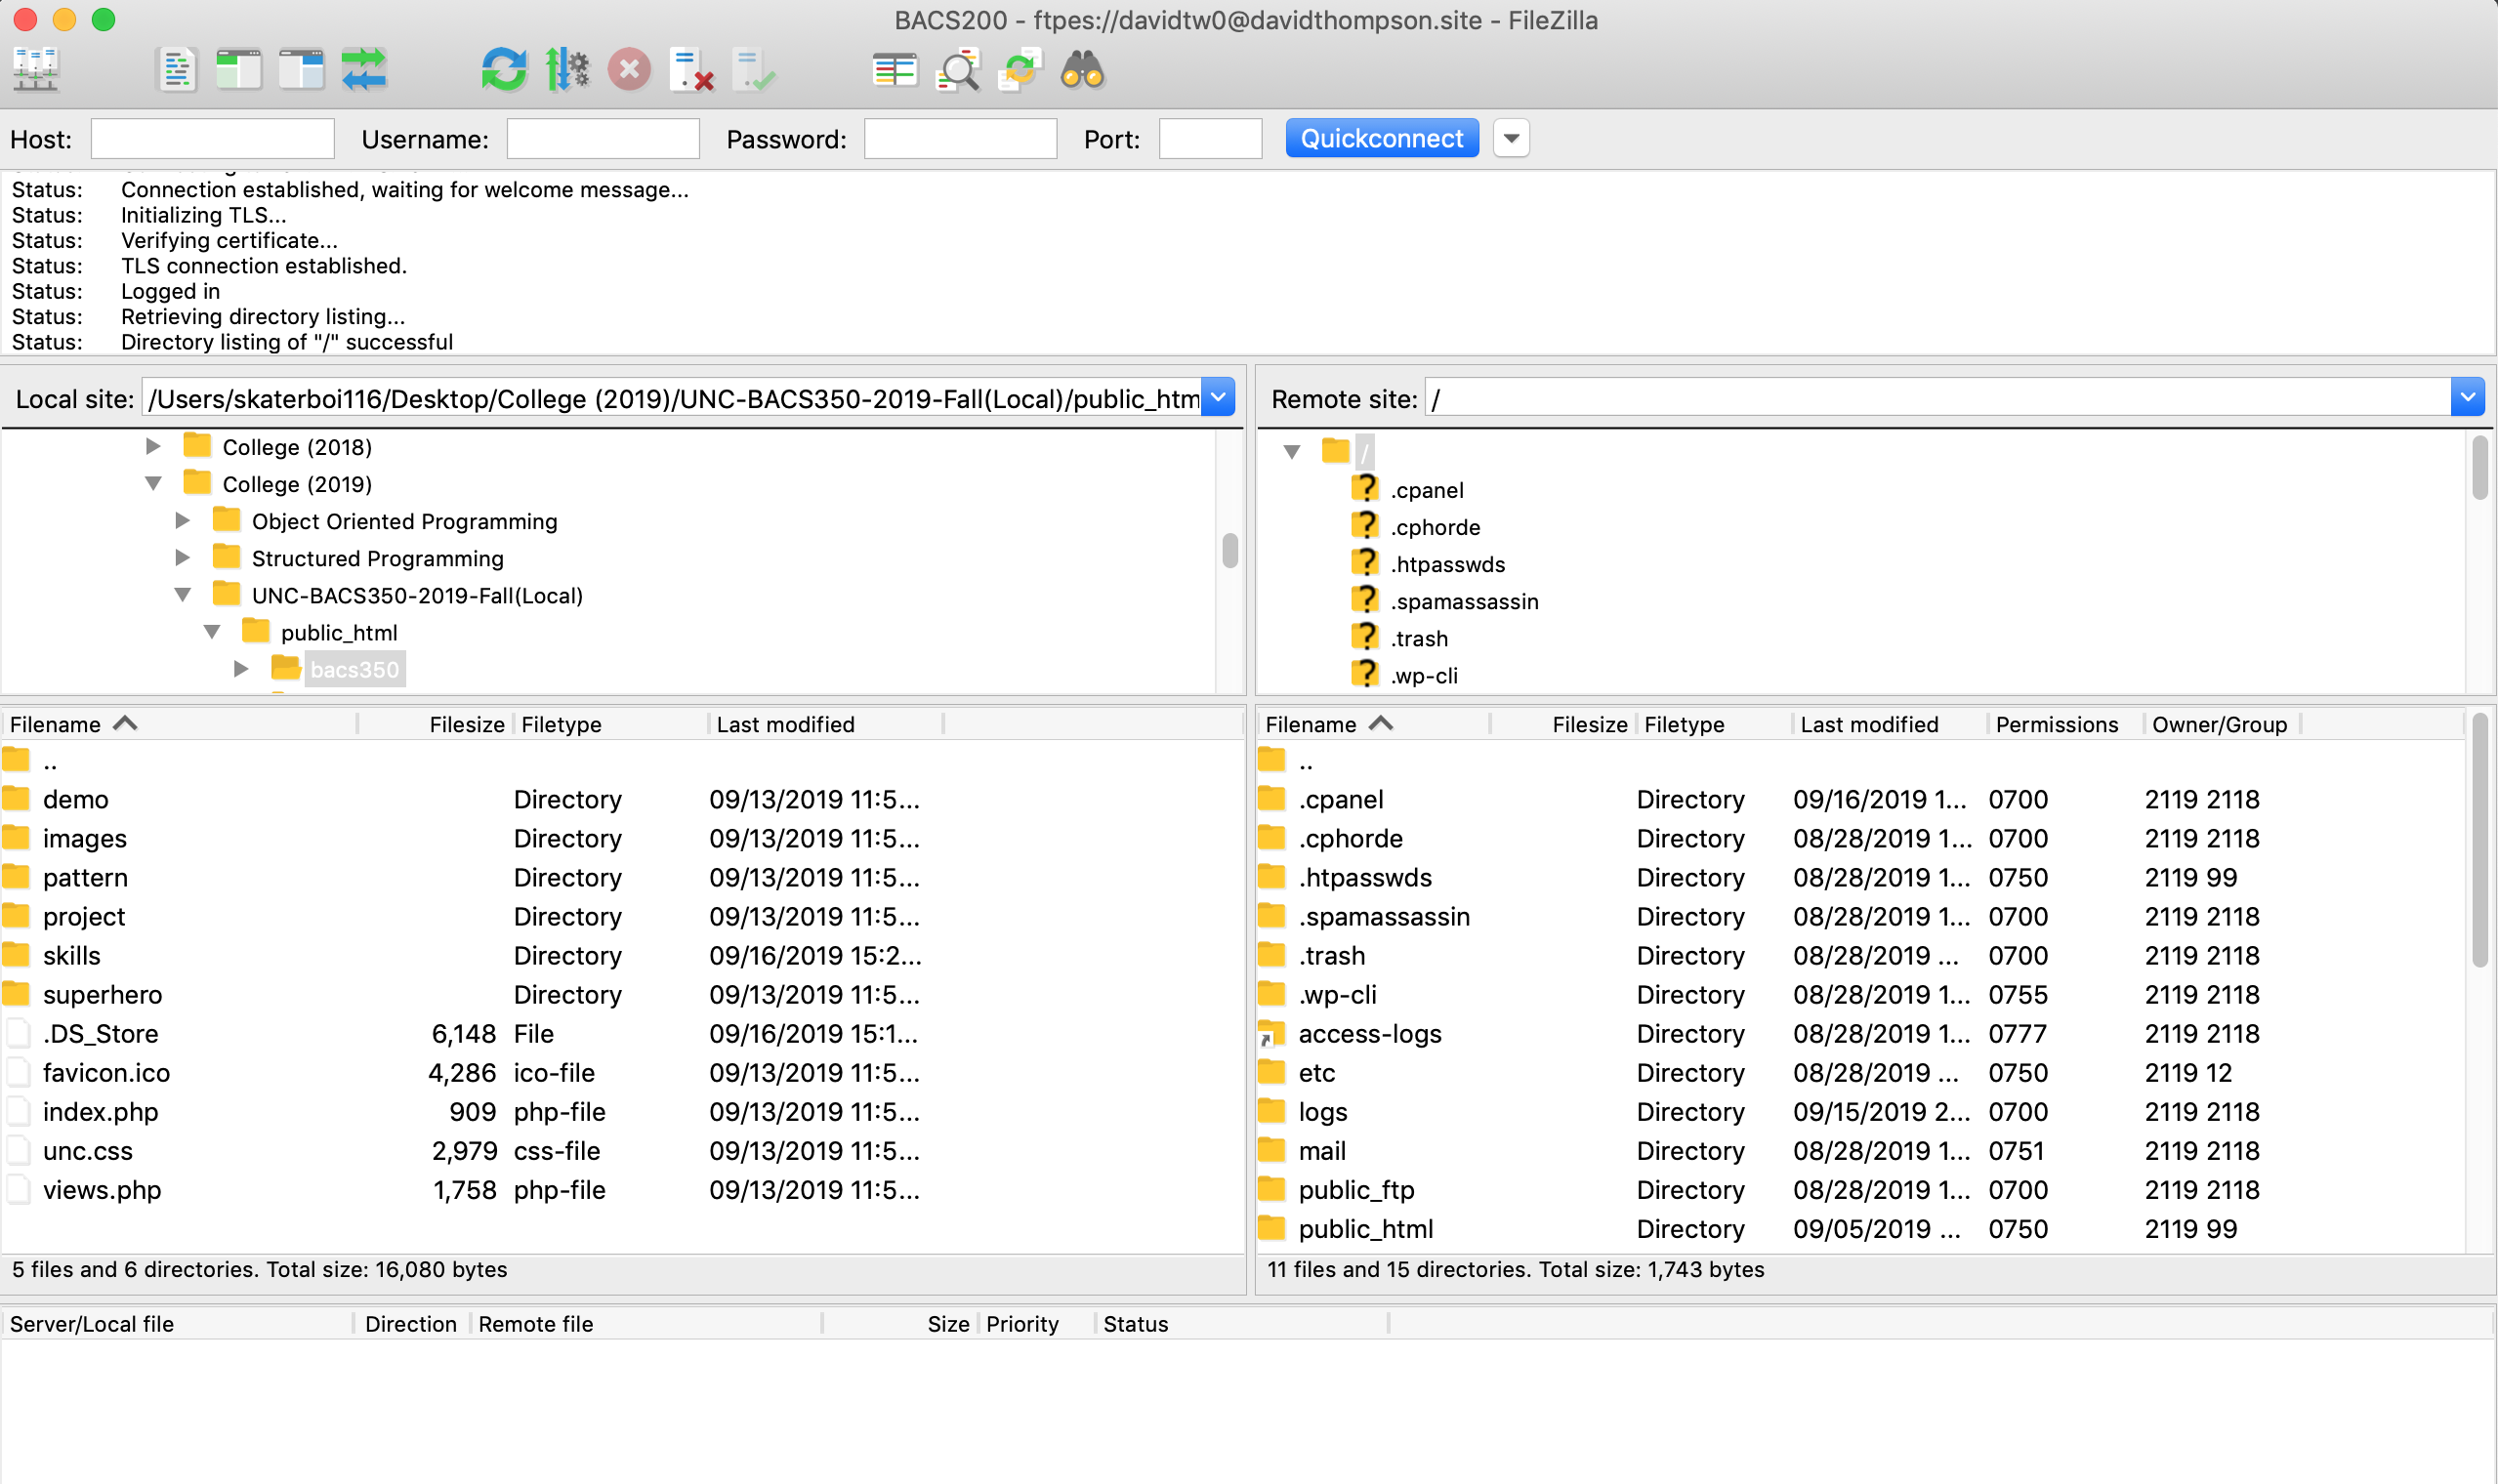 BACS200 - ftpes://davidtw0@davidthompson.site - FileZilla
Host: Username: Password: Port: Quickconnect
Status: Connection established, waiting for welcome message...
Status: Initializing TLS...
Status: Verifying certificate...
Status: TLS connection established.
Status: Logged in
Status: Retrieving directory listing...
Status: Directory listing of "/" successful
Local site: /Users/skaterboi116/Desktop/College (2019)/UNC-BACS350-2019-Fall(Local)/public_htm
College (2018)
College (2019)
Object Oriented Programming
Structured Programming
UNC-BACS350-2019-Fall(Local)
public_html
bacs350
Remote site: /
/
.cpanel
.cphorde
.htpasswds
.spamassassin
.trash
.wp-cli
Filename Filesize Filetype Last modified
..
demo Directory 09/13/2019 11:5...
images Directory 09/13/2019 11:5...
pattern Directory 09/13/2019 11:5...
project Directory 09/13/2019 11:5...
skills Directory 09/16/2019 15:2...
superhero Directory 09/13/2019 11:5...
.DS_Store 6,148 File 09/16/2019 15:1...
favicon.ico 4,286 ico-file 09/13/2019 11:5...
index.php 909 php-file 09/13/2019 11:5...
unc.css 2,979 css-file 09/13/2019 11:5...
views.php 1,758 php-file 09/13/2019 11:5...
5 files and 6 directories. Total size: 16,080 bytes
Filename Filesize Filetype Last modified Permissions Owner/Group
..
.cpanel Directory 09/16/2019 1... 0700 2119 2118
.cphorde Directory 08/28/2019 1... 0700 2119 2118
.htpasswds Directory 08/28/2019 1... 0750 2119 99
.spamassassin Directory 08/28/2019 1... 0700 2119 2118
.trash Directory 08/28/2019 ... 0700 2119 2118
.wp-cli Directory 08/28/2019 1... 0755 2119 2118
access-logs Directory 08/28/2019 1... 0777 2119 2118
etc Directory 08/28/2019 ... 0750 2119 12
logs Directory 09/15/2019 2... 0700 2119 2118
mail Directory 08/28/2019 1... 0751 2119 2118
public_ftp Directory 08/28/2019 1... 0700 2119 2118
public_html Directory 09/05/2019 ... 0750 2119 99
11 files and 15 directories. Total size: 1,743 bytes
Server/Local file Direction Remote file Size Priority Status